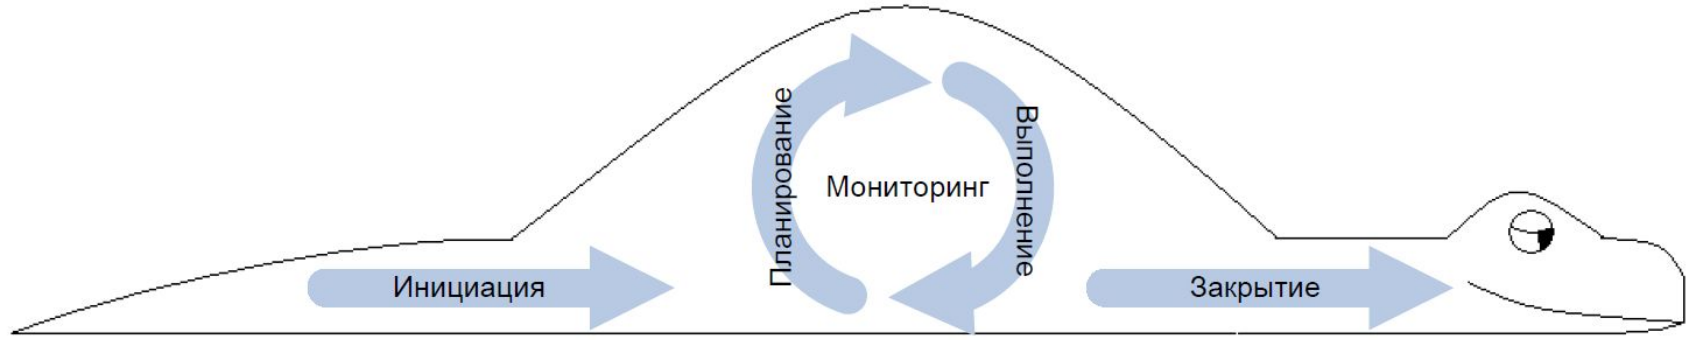 Инициация
Планирование
Мониторинг
Выполнение
Закрытие